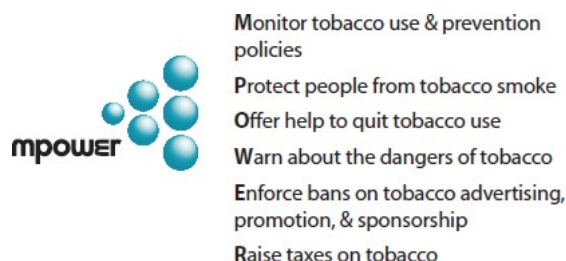 Monitor tobacco use & prevention
policies
Protect people from tobacco smoke
mpower
Offer help to quit tobacco use
Warn about the dangers of tobacco
Enforce bans on tobacco advertising,
promotion, & sponsorship
Raise taxes on tobacco